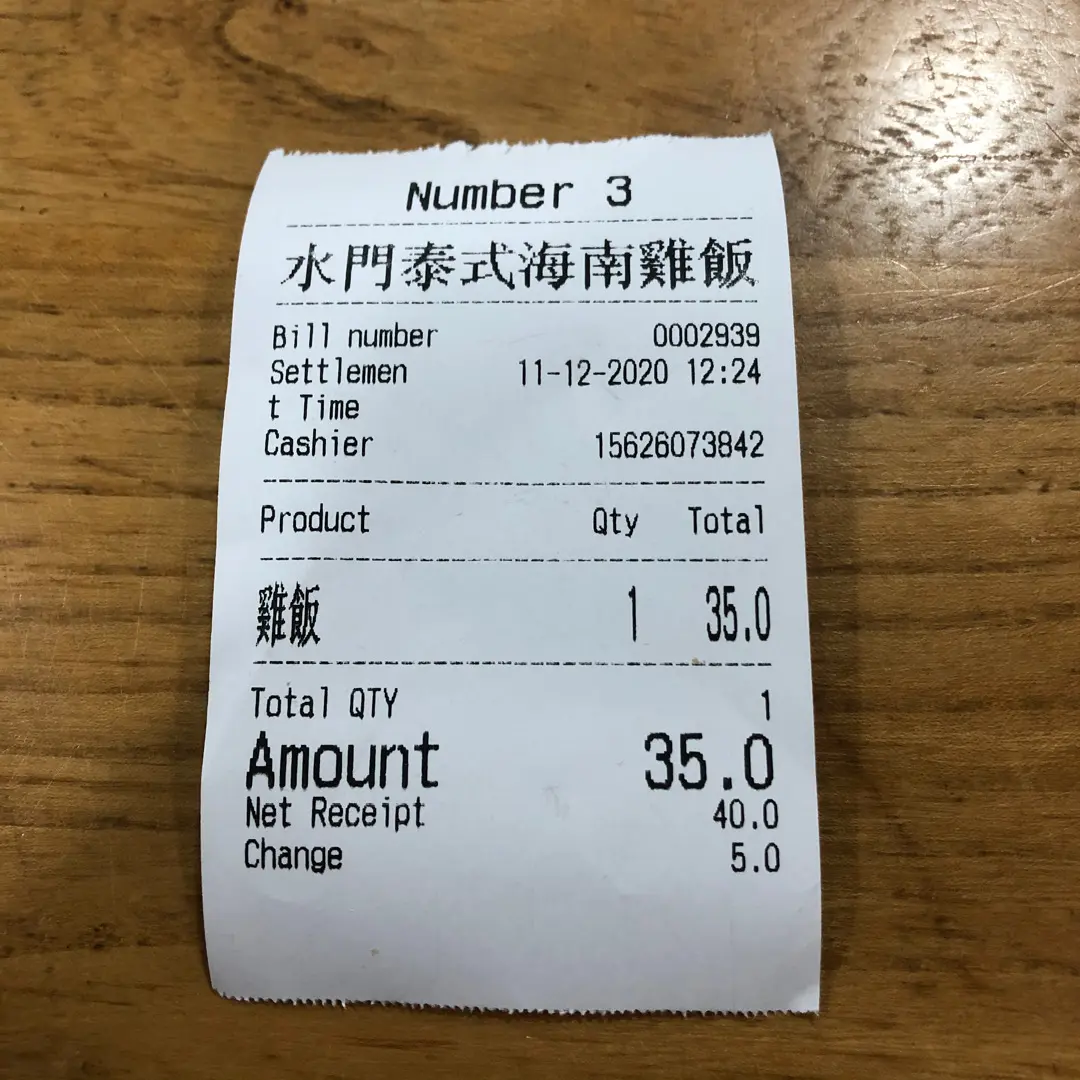 Number 3
水門泰式海南雞飯
Bill number 0002939
Settlemen 11-12-2020 12:24
t Time
Cashier 15626073842
Product Qty Total
雞飯 1 35.0
Total QTY 1
Amount 35.0
Net Receipt 40.0
Change 5.0